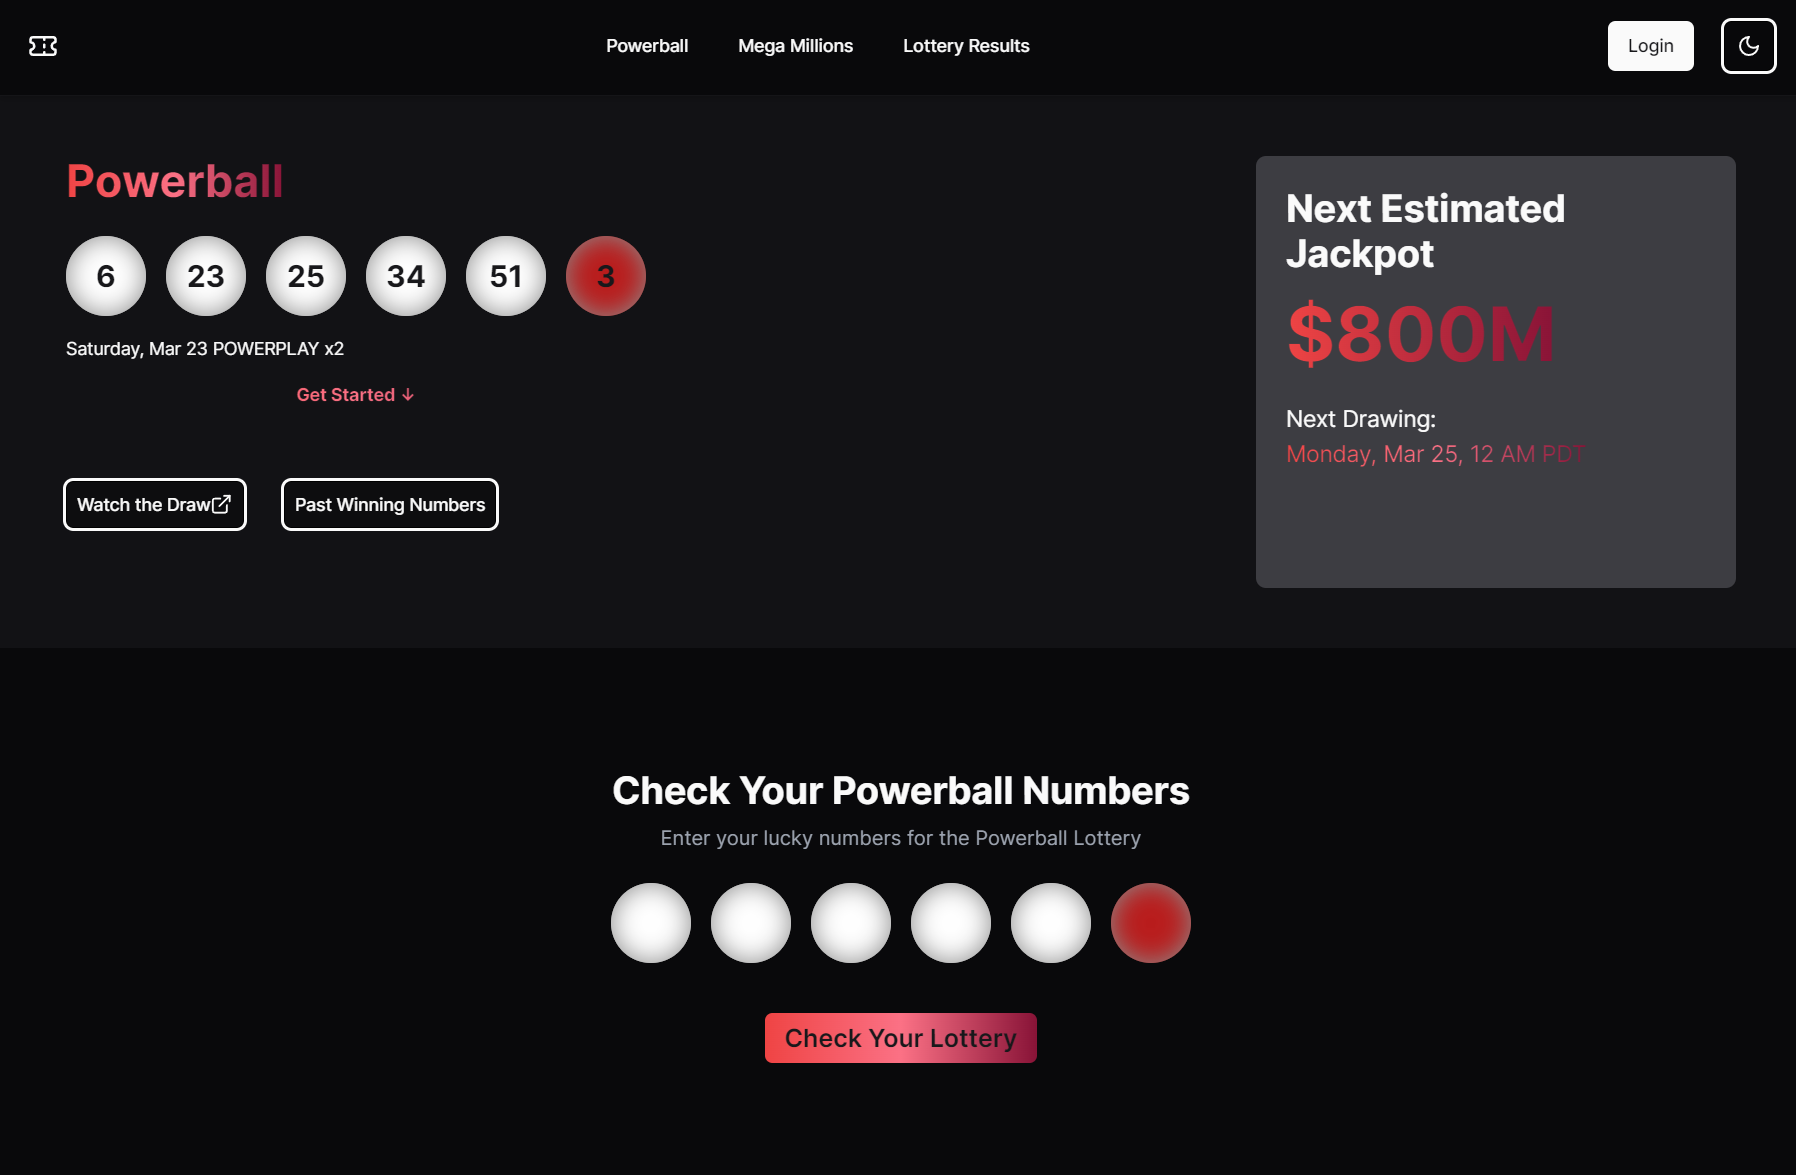 Powerball
Mega Millions
Lottery Results
Login
Powerball
6 23 25 34 51 3
Saturday, Mar 23 POWERPLAY x2
Get Started ↓
Watch the Draw
Past Winning Numbers
Next Estimated
Jackpot
$800M
Next Drawing:
Monday, Mar 25, 12 AM PDT
Check Your Powerball Numbers
Enter your lucky numbers for the Powerball Lottery
Check Your Lottery